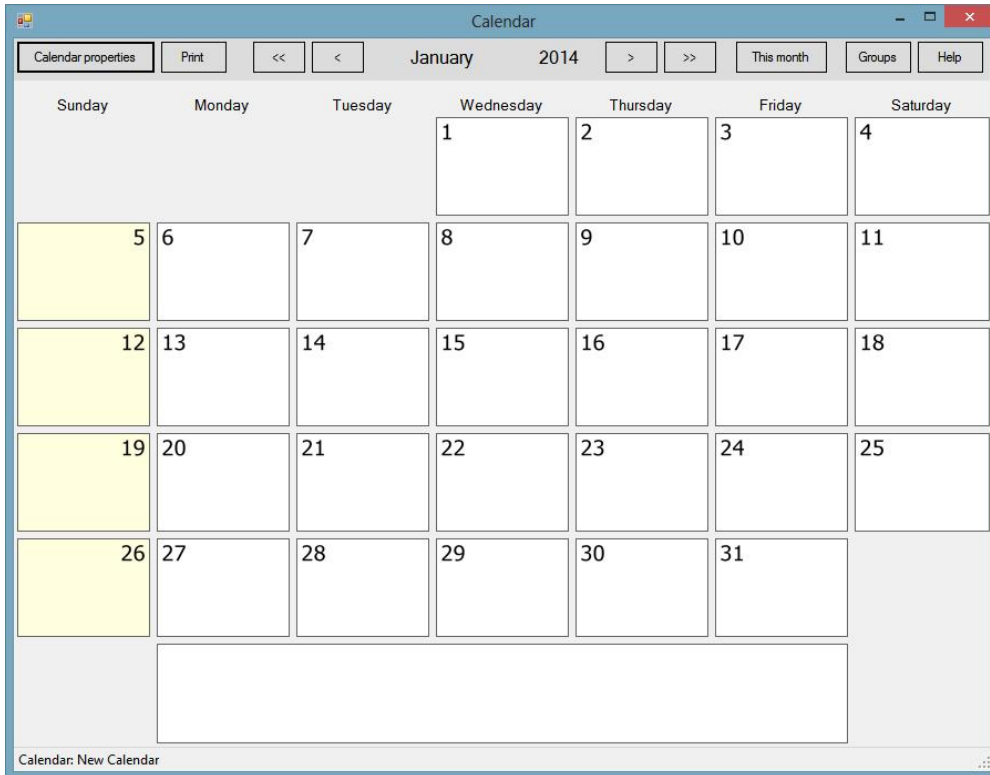 Calendar
Calendar properties Print << < January 2014 > >> This month Groups Help
Sunday Monday Tuesday Wednesday Thursday Friday Saturday
1 2 3 4
5 6 7 8 9 10 11
12 13 14 15 16 17 18
19 20 21 22 23 24 25
26 27 28 29 30 31
Calendar: New Calendar